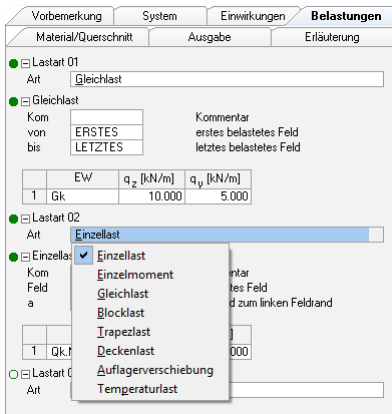 Vorbemerkung System Einwirkungen Belastungen
Material/Querschnitt Ausgabe Erläuterung
Lastart 01
Art Gleichlast
Gleichlast
Kom Kommentar
von ERSTES erstes belastetes Feld
bis LETZTES letztes belastetes Feld
EW q_z [kN/m] q_y [kN/m]
1 Gk 10.000 5.000
Lastart 02
Art Einzellast
Einzellas
Einzellast
Kom ntar
Einzelmoment
Feld tes Feld
Gleichlast
a d zum linken Feldrand
Blocklast
Trapezlast
]
Deckenlast
1 Qk.N 000
Auflagerverschiebung
Lastart 0
Temperaturlast
Art